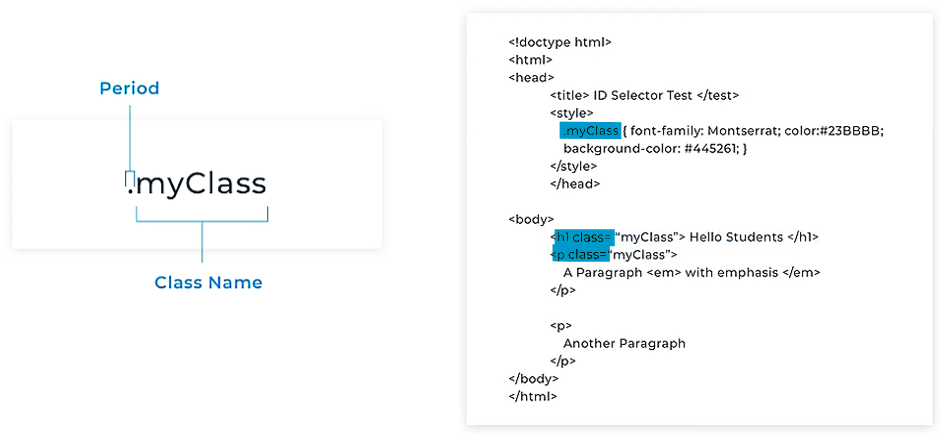 Period
.myClass
Class Name
<!doctype html>
<html>
<head>
<title> ID Selector Test </test>
<style>
.myClass { font-family: Montserrat; color:#23BBBB;
background-color: #445261; }
</style>
</head>
<body>
<h1 class= “myClass”> Hello Students </h1>
<p class=“myClass”>
A Paragraph <em> with emphasis </em>
</p>
<p>
Another Paragraph
</p>
</body>
</html>